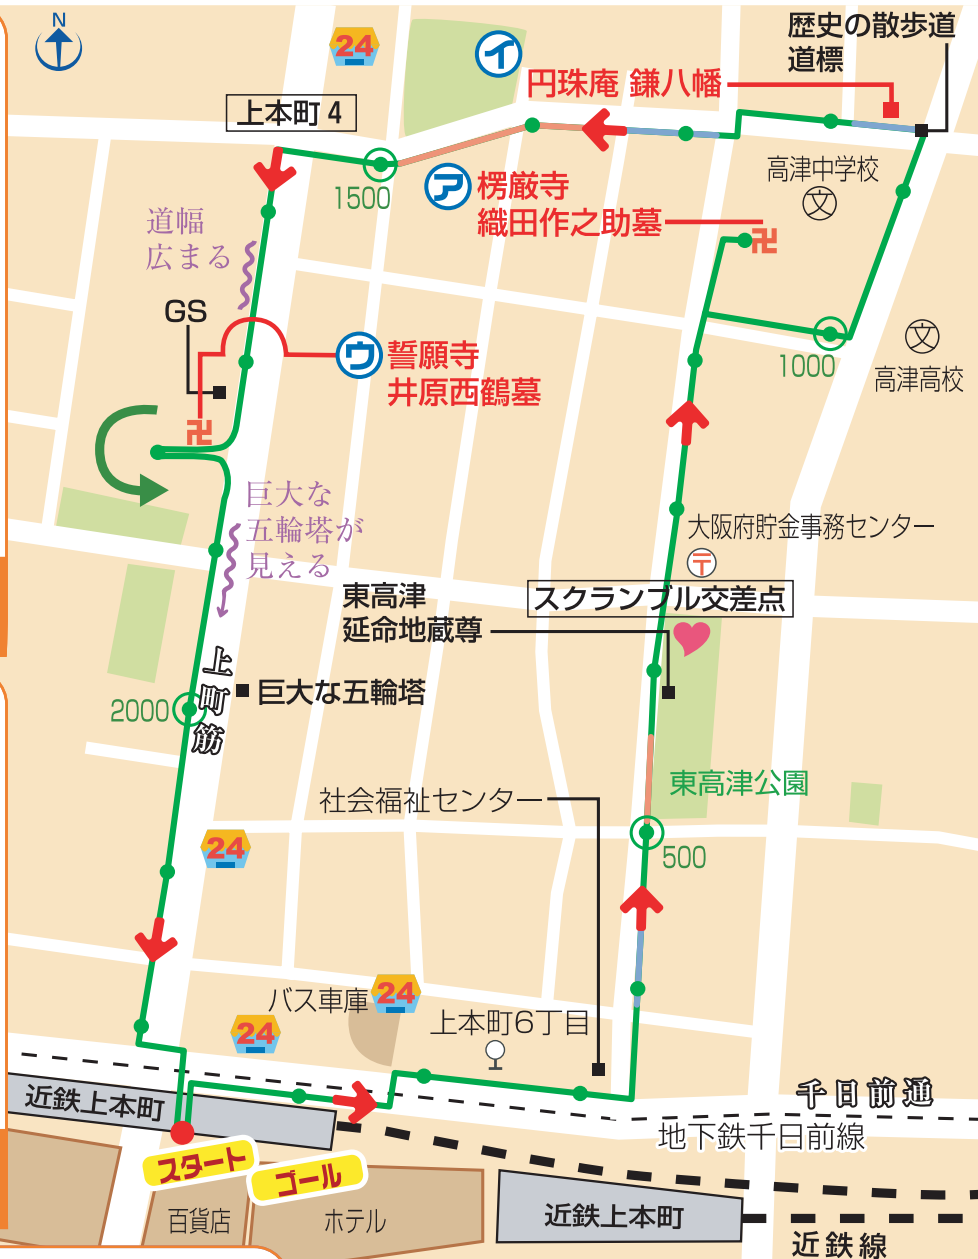 N
24
イ
歴史の散歩道
道標
円珠庵 鎌八幡
上本町 4
高津中学校
文
ア
楞厳寺
織田作之助墓
1500
道幅
広まる
GS
ウ
誓願寺
井原西鶴墓
1000
文
高津高校
巨大な
五輪塔が
見える
大阪府貯金事務センター
〒
スクランブル交差点
東高津
延命地蔵尊
上町筋
巨大な五輪塔
2000
東高津公園
社会福祉センター
24
500
バス車庫
24
上本町6丁目
24
千日前通
近鉄上本町
地下鉄千日前線
スタート
ゴール
百貨店
ホテル
近鉄上本町
近鉄線